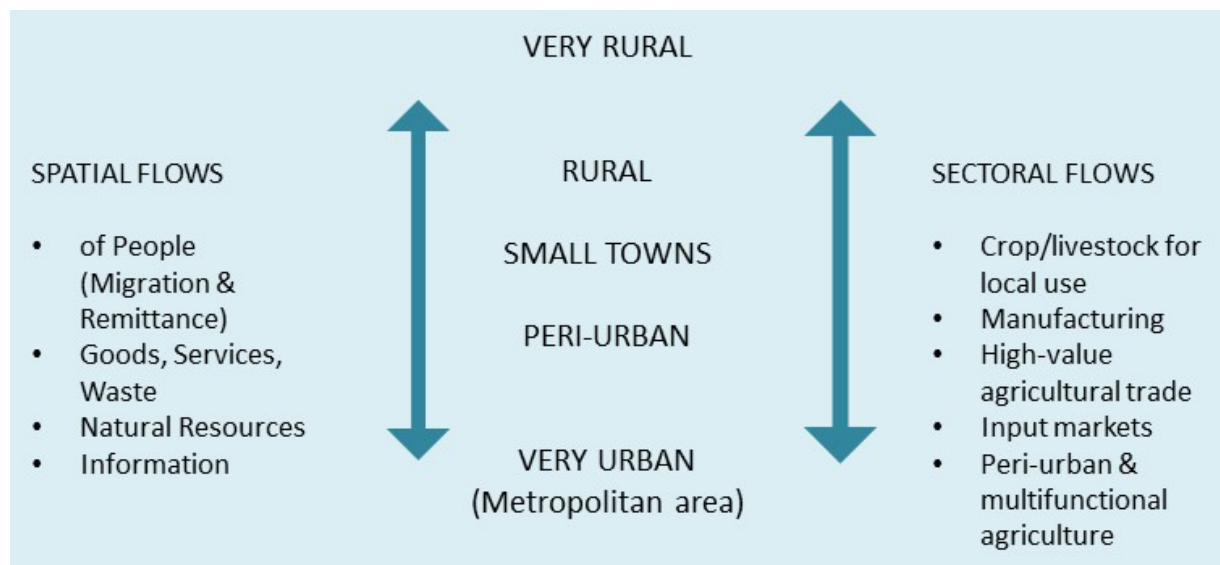 VERY RURAL
SPATIAL FLOWS
• of People
(Migration &
Remittance)
• Goods, Services,
Waste
• Natural Resources
• Information
RURAL
SMALL TOWNS
PERI-URBAN
VERY URBAN
(Metropolitan area)
SECTORAL FLOWS
• Crop/livestock for
local use
• Manufacturing
• High-value
agricultural trade
• Input markets
• Peri-urban &
multifunctional
agriculture